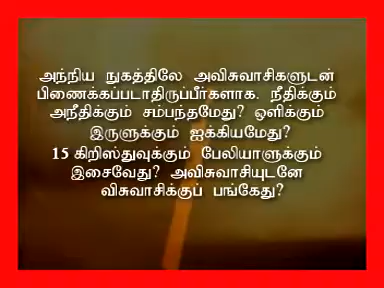 அந்நிய நுகத்திலே அவிசுவாசிகளுடன்
பிணைக்கப்படாதிருப்பீர்களாக. நீதிக்கும்
அநீதிக்கும் சம்பந்தமேது? ஒளிக்கும்
இருளுக்கும் ஐக்கியமேது?
15 கிறிஸ்துவுக்கும் பேலியாளுக்கும்
இசைவேது? அவிசுவாசியுடனே
விசுவாசிக்குப் பங்கேது?